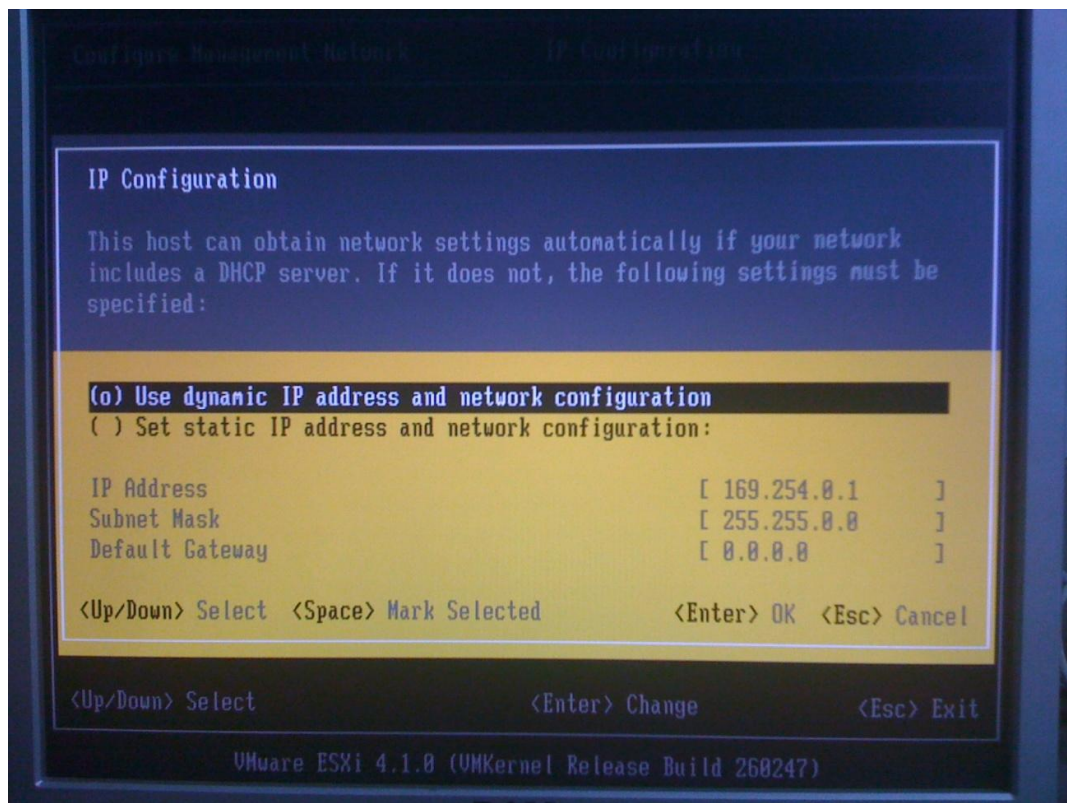 Configure Management Network IP Configuration
IP Configuration
This host can obtain network settings automatically if your network
includes a DHCP server. If it does not, the following settings must be
specified:
(o) Use dynamic IP address and network configuration
( ) Set static IP address and network configuration:
IP Address [ 169.254.0.1 ]
Subnet Mask [ 255.255.0.0 ]
Default Gateway [ 0.0.0.0 ]
<Up/Down> Select <Space> Mark Selected <Enter> OK <Esc> Cancel
<Up/Down> Select <Enter> Change <Esc> Exit
VMware ESXi 4.1.0 (VMKernel Release Build 260247)